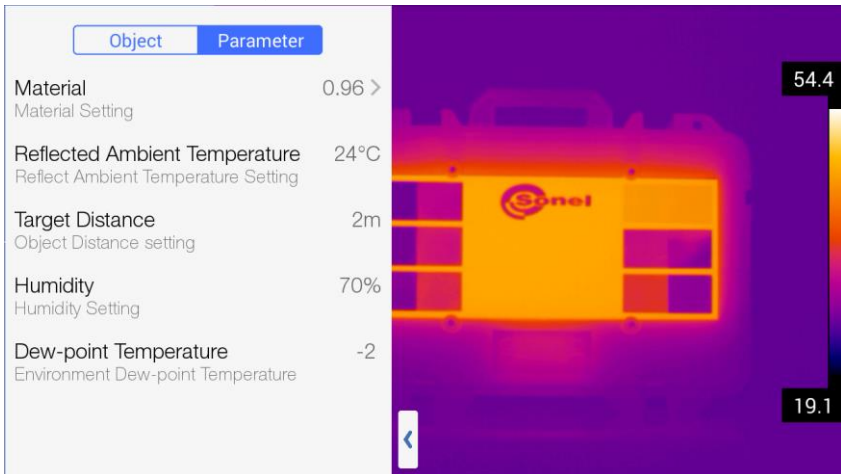 Object Parameter
Material 0.96 >
Material Setting
Reflected Ambient Temperature 24°C
Reflect Ambient Temperature Setting
Target Distance 2m
Object Distance setting
Humidity 70%
Humidity Setting
Dew-point Temperature -2
Environment Dew-point Temperature
Sonel
54.4
19.1